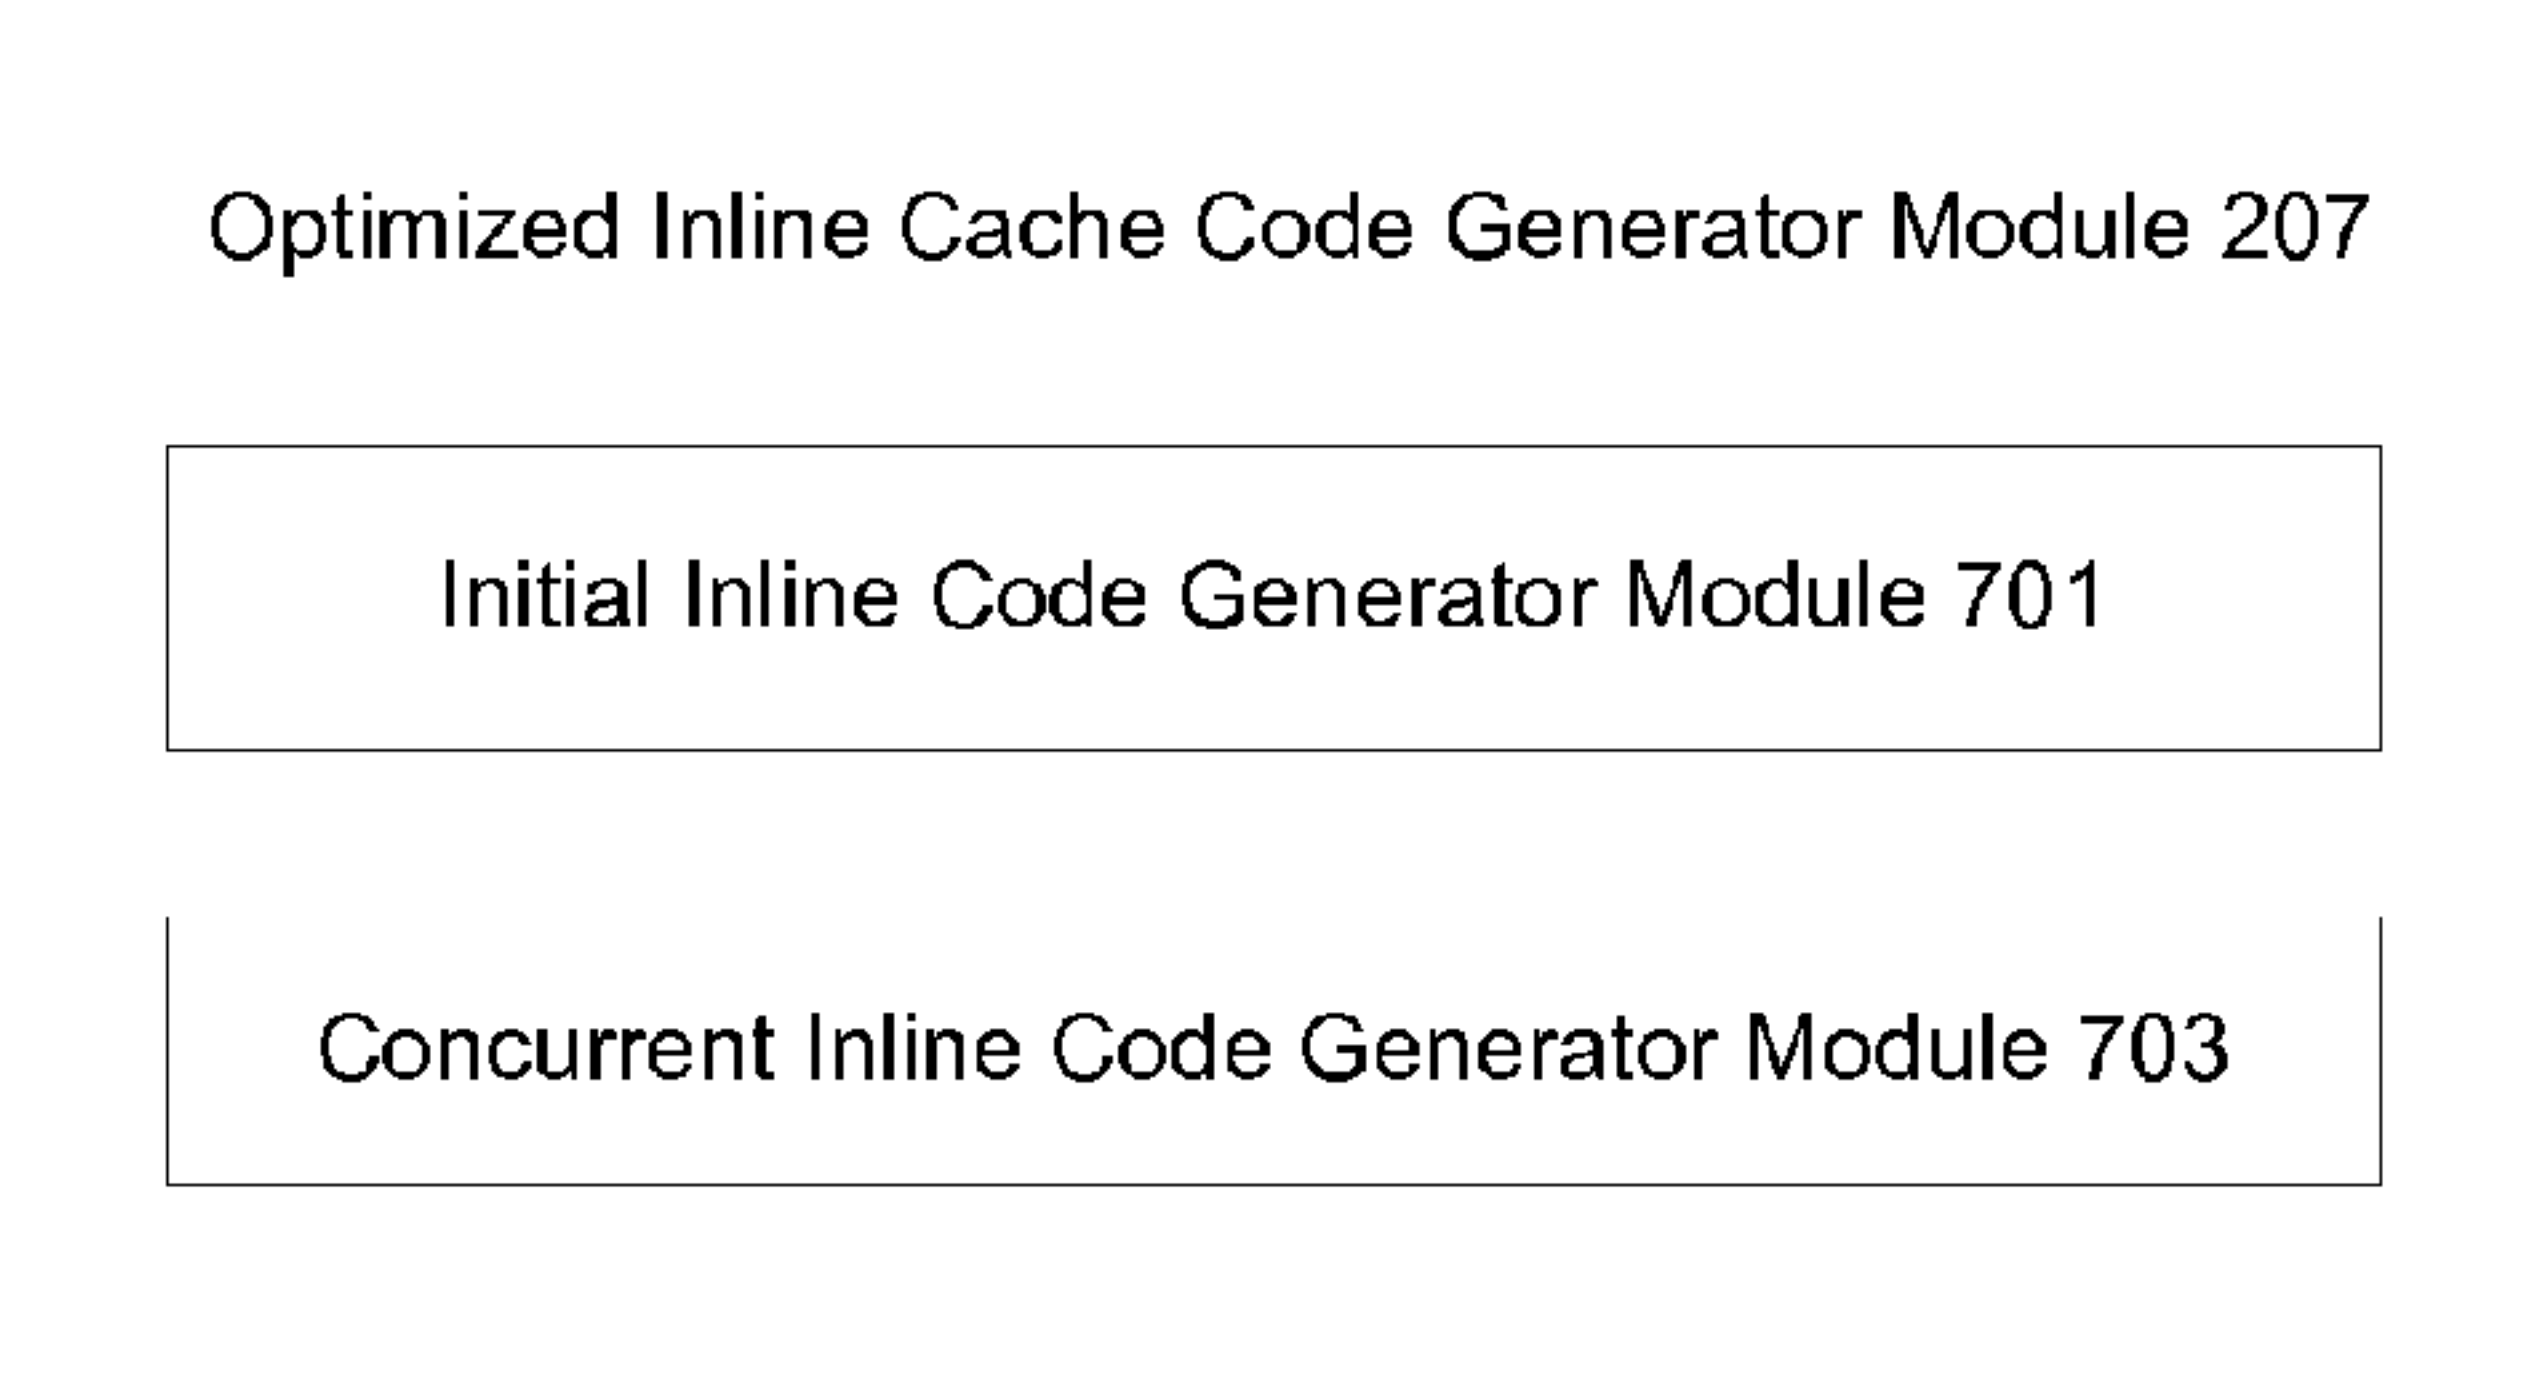 Optimized Inline Cache Code Generator Module 207
Initial Inline Code Generator Module 701
Concurrent Inline Code Generator Module 703